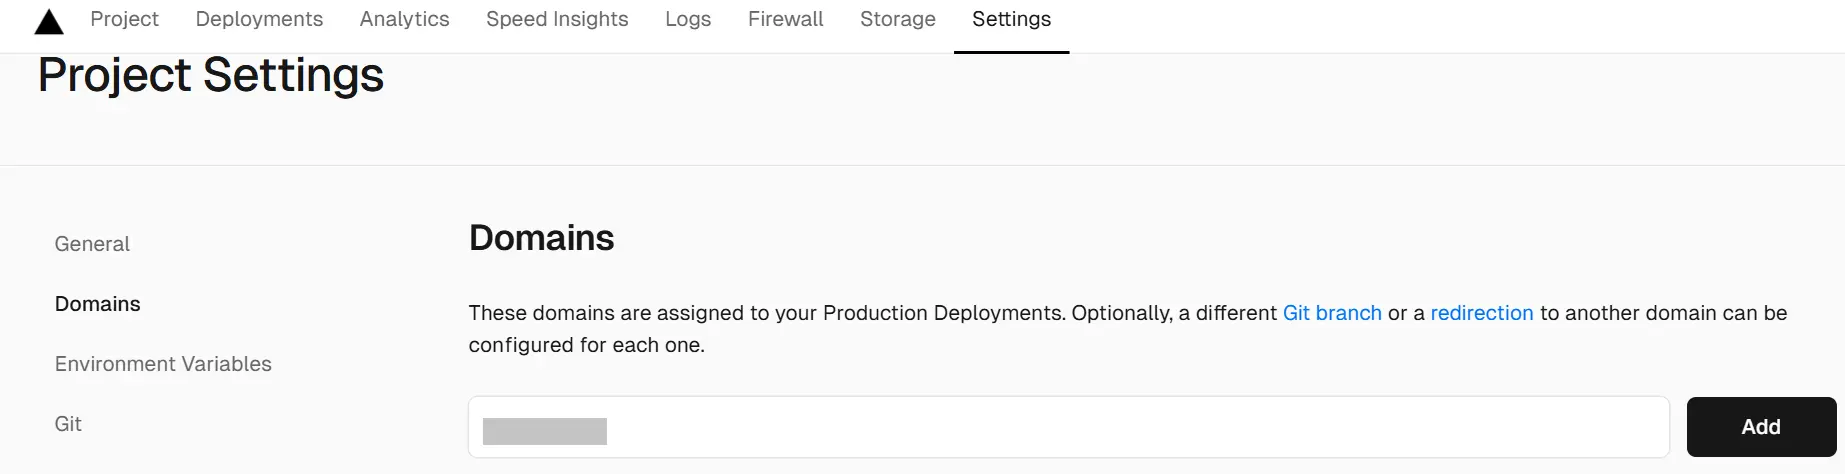 Project Deployments Analytics Speed Insights Logs Firewall Storage Settings
Project Settings
General
Domains
Environment Variables
Git
Domains
These domains are assigned to your Production Deployments. Optionally, a different Git branch or a redirection to another domain can be
configured for each one.
Add